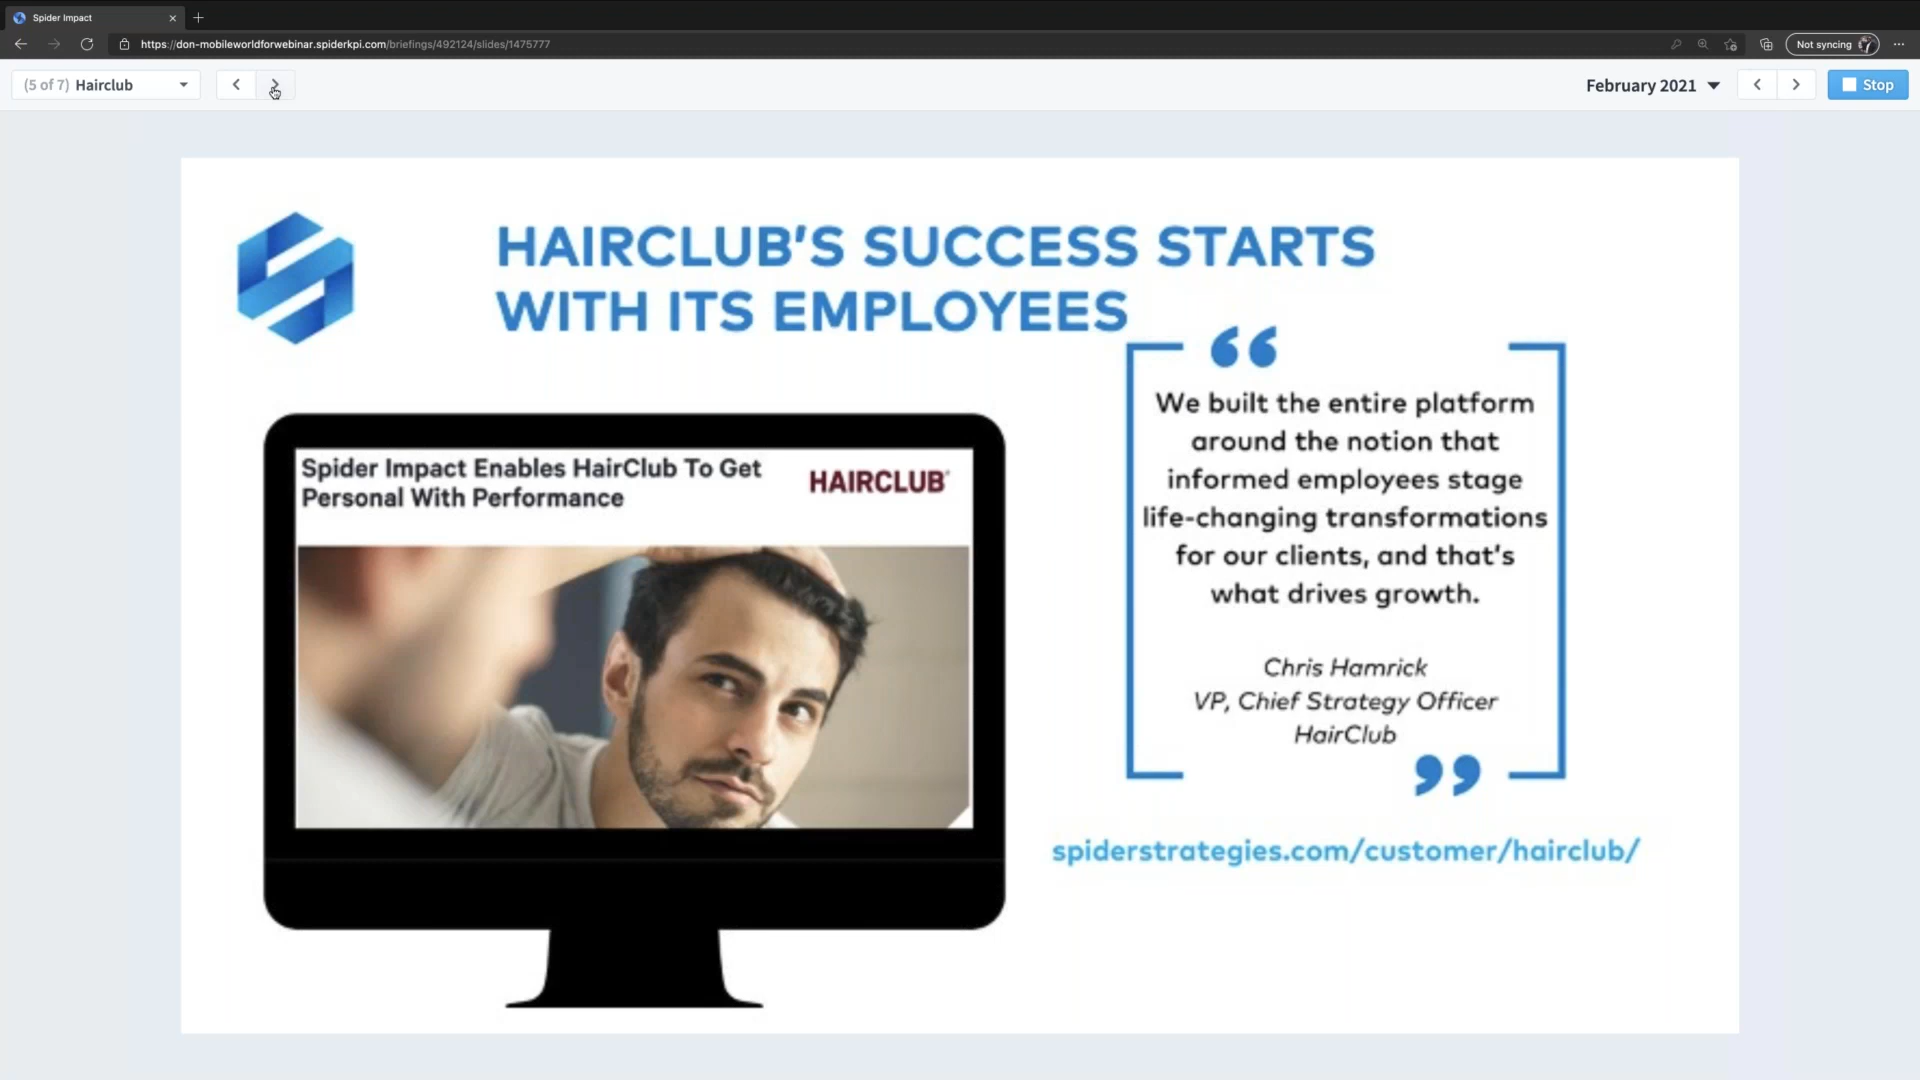 Spider Impact
https://don-mobileworldforwebinar.spiderkpi.com/briefings/492124/slides/1475777
Not syncing
(5 of 7) Hairclub
February 2021
Stop
HAIRCLUB'S SUCCESS STARTS
WITH ITS EMPLOYEES
Spider Impact Enables HairClub To Get
Personal With Performance
HAIRCLUB
“
We built the entire platform
around the notion that
informed employees stage
life-changing transformations
for our clients, and that's
what drives growth.
Chris Hamrick
VP, Chief Strategy Officer
HairClub
”
spiderstrategies.com/customer/hairclub/